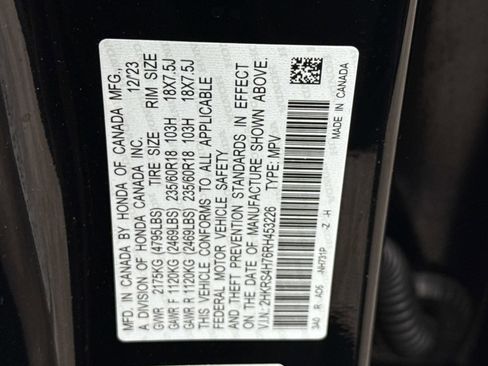 MFD. IN CANADA BY HONDA OF CANADA MFG.,
A DIVISION OF HONDA CANADA INC. 12/23
GVWR 2175KG (4795LBS) TIRE SIZE RIM SIZE
GAWR F 1120KG (2469LBS) 235/60R18 103H 18X7.5J
GAWR R 1120KG (2469LBS) 235/60R18 103H 18X7.5J
THIS VEHICLE CONFORMS TO ALL APPLICABLE
FEDERAL MOTOR VEHICLE SAFETY
AND THEFT PREVENTION STANDARDS IN EFFECT
ON THE DATE OF MANUFACTURE SHOWN ABOVE.
V.I.N: 2HKRS4H76RH453226 TYPE: MPV
3A0 R AC6 NH731P Z -H MADE IN CANADA